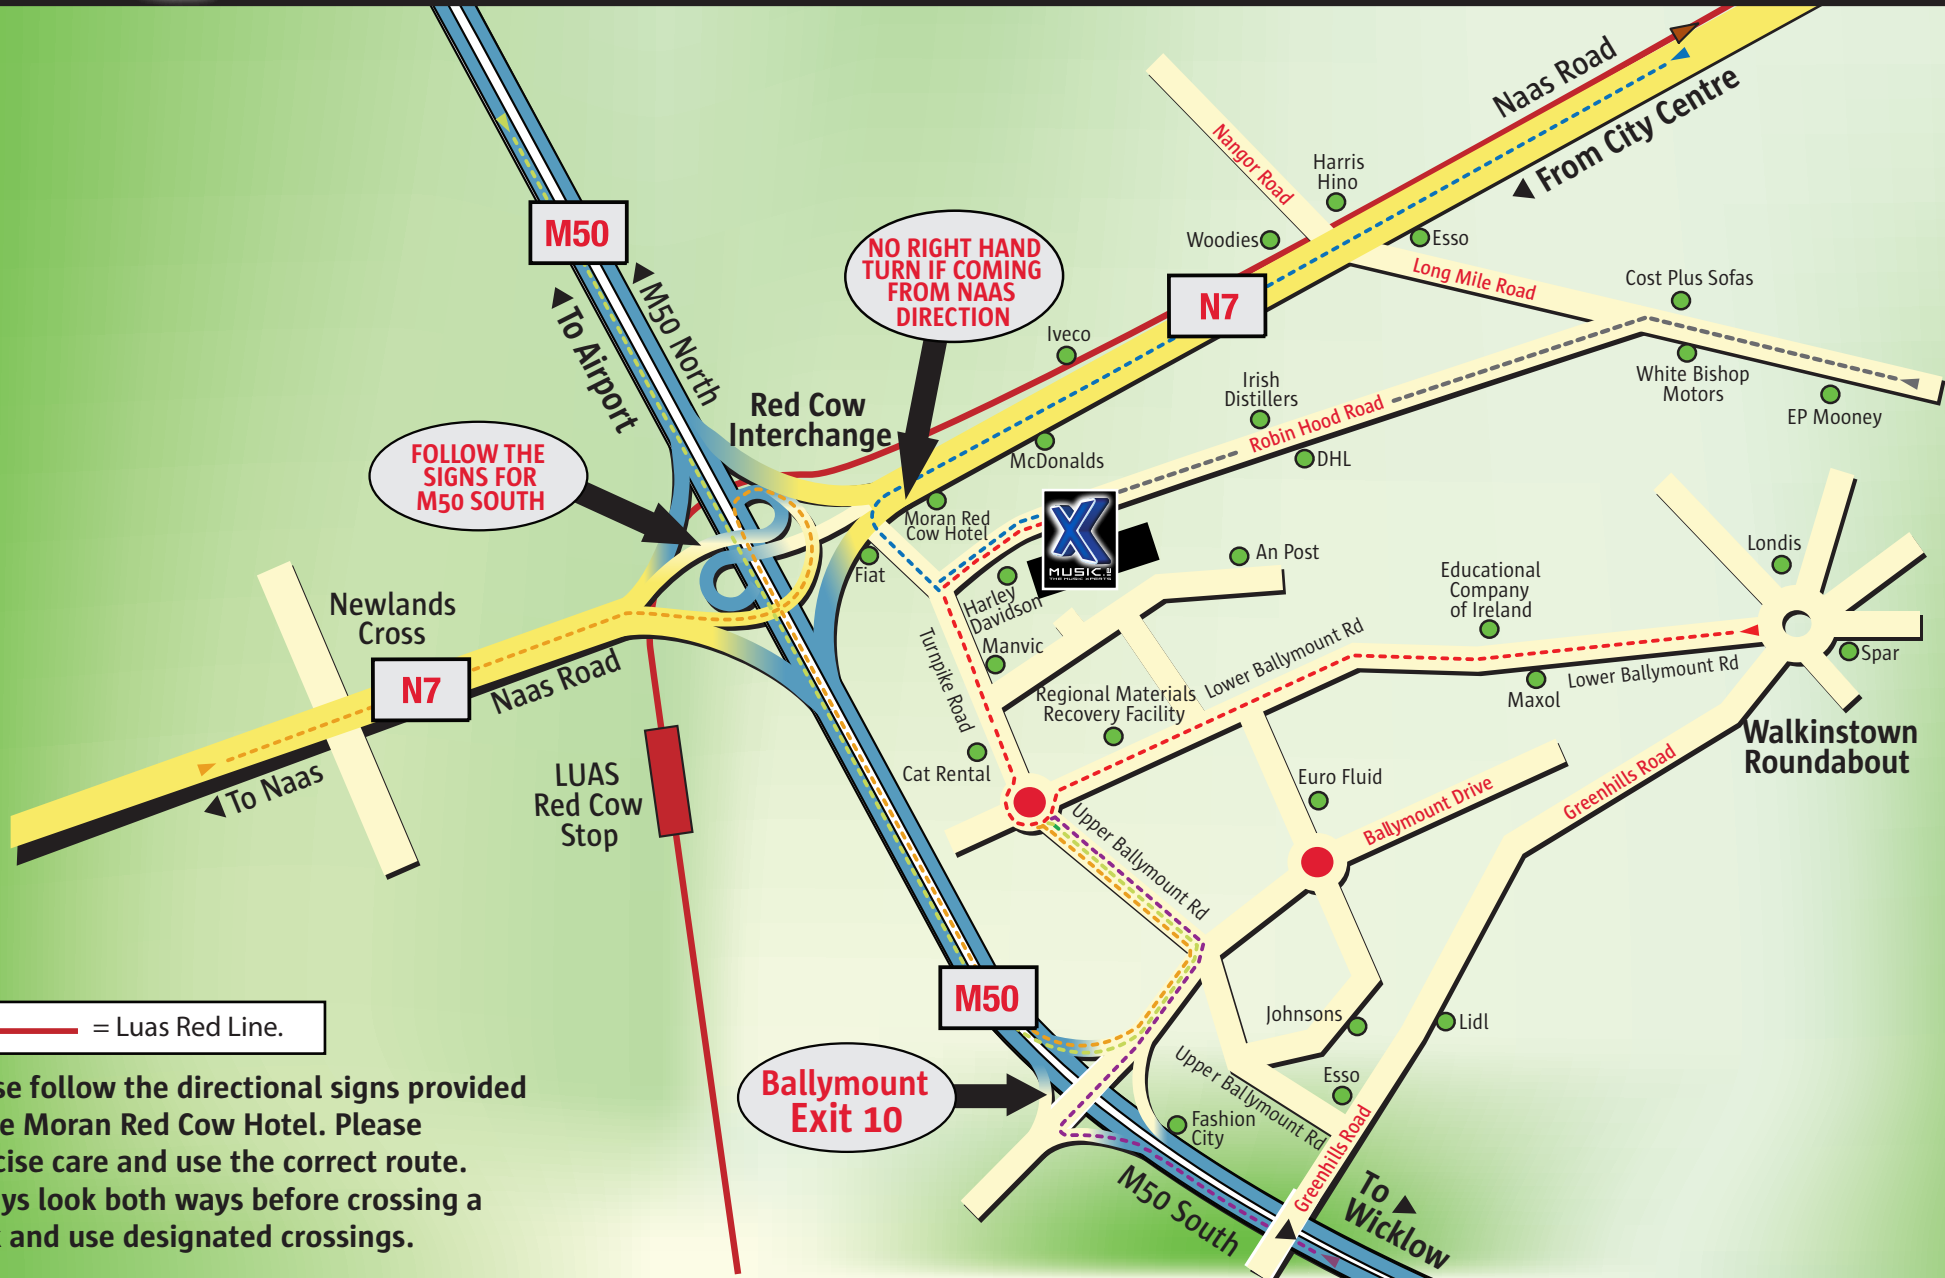 Naas Road
From City Centre
Nangor Road
Harris
Hino
Woodies
Esso
M50
NO RIGHT HAND
TURN IF COMING
FROM NAAS
DIRECTION
Long Mile Road
Cost Plus Sofas
N7
M50 North
To Airport
Iveco
White Bishop
Motors
EP Mooney
Irish
Distillers
Robin Hood Road
Red Cow
Interchange
FOLLOW THE
SIGNS FOR
M50 SOUTH
McDonalds
DHL
Moran Red
Cow Hotel
X
MUSIC.IE
THE MUSIC XPERTS
Fiat
An Post
Londis
Harley
Davidson
Educational
Company
of Ireland
Newlands
Cross
Turnpike Road
Manvic
Lower Ballymount Rd
Spar
N7
Naas Road
Regional Materials
Recovery Facility
Maxol
Lower Ballymount Rd
Walkinstown
Roundabout
To Naas
LUAS
Red Cow
Stop
Cat Rental
Euro Fluid
Ballymount Drive
Greenhills Road
Upper Ballymount Rd
M50
Johnsons
Lidl
= Luas Red Line.
Ballymount
Exit 10
Upper Ballymount Rd
Esso
Fashion
City
Greenhills Road
M50 South
To
Wicklow
se follow the directional signs provided
e Moran Red Cow Hotel. Please
cise care and use the correct route.
ys look both ways before crossing a
and use designated crossings.